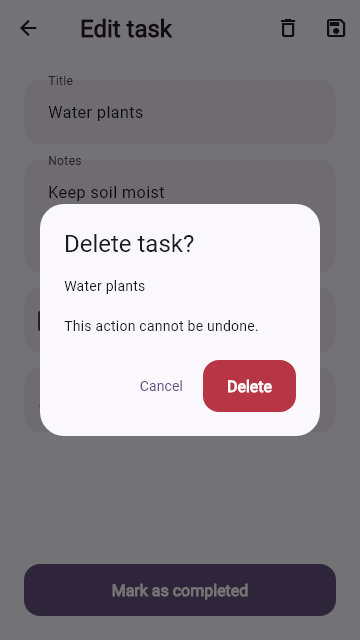 Edit task
Title
Water plants
Notes
Keep soil moist
Delete task?
Water plants
This action cannot be undone.
Cancel
Delete
Mark as completed